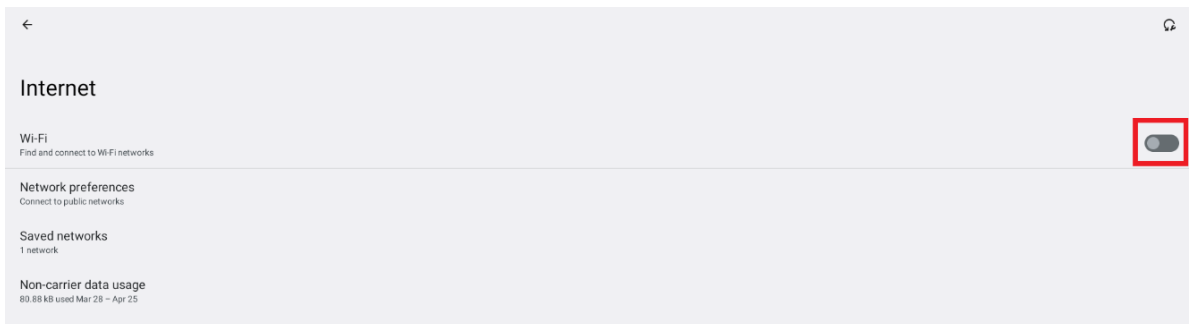 Internet
Wi-Fi
Find and connect to Wi-Fi networks
Network preferences
Connect to public networks
Saved networks
1 network
Non-carrier data usage
80.88 kB used Mar 28 – Apr 25